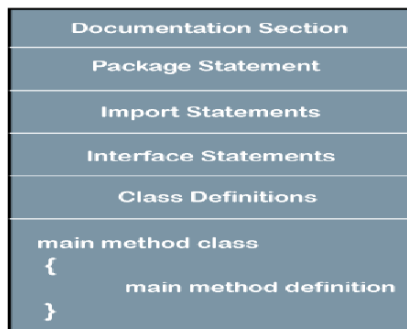 Documentation Section
Package Statement
Import Statements
Interface Statements
Class Definitions
main method class
{
main method definition
}